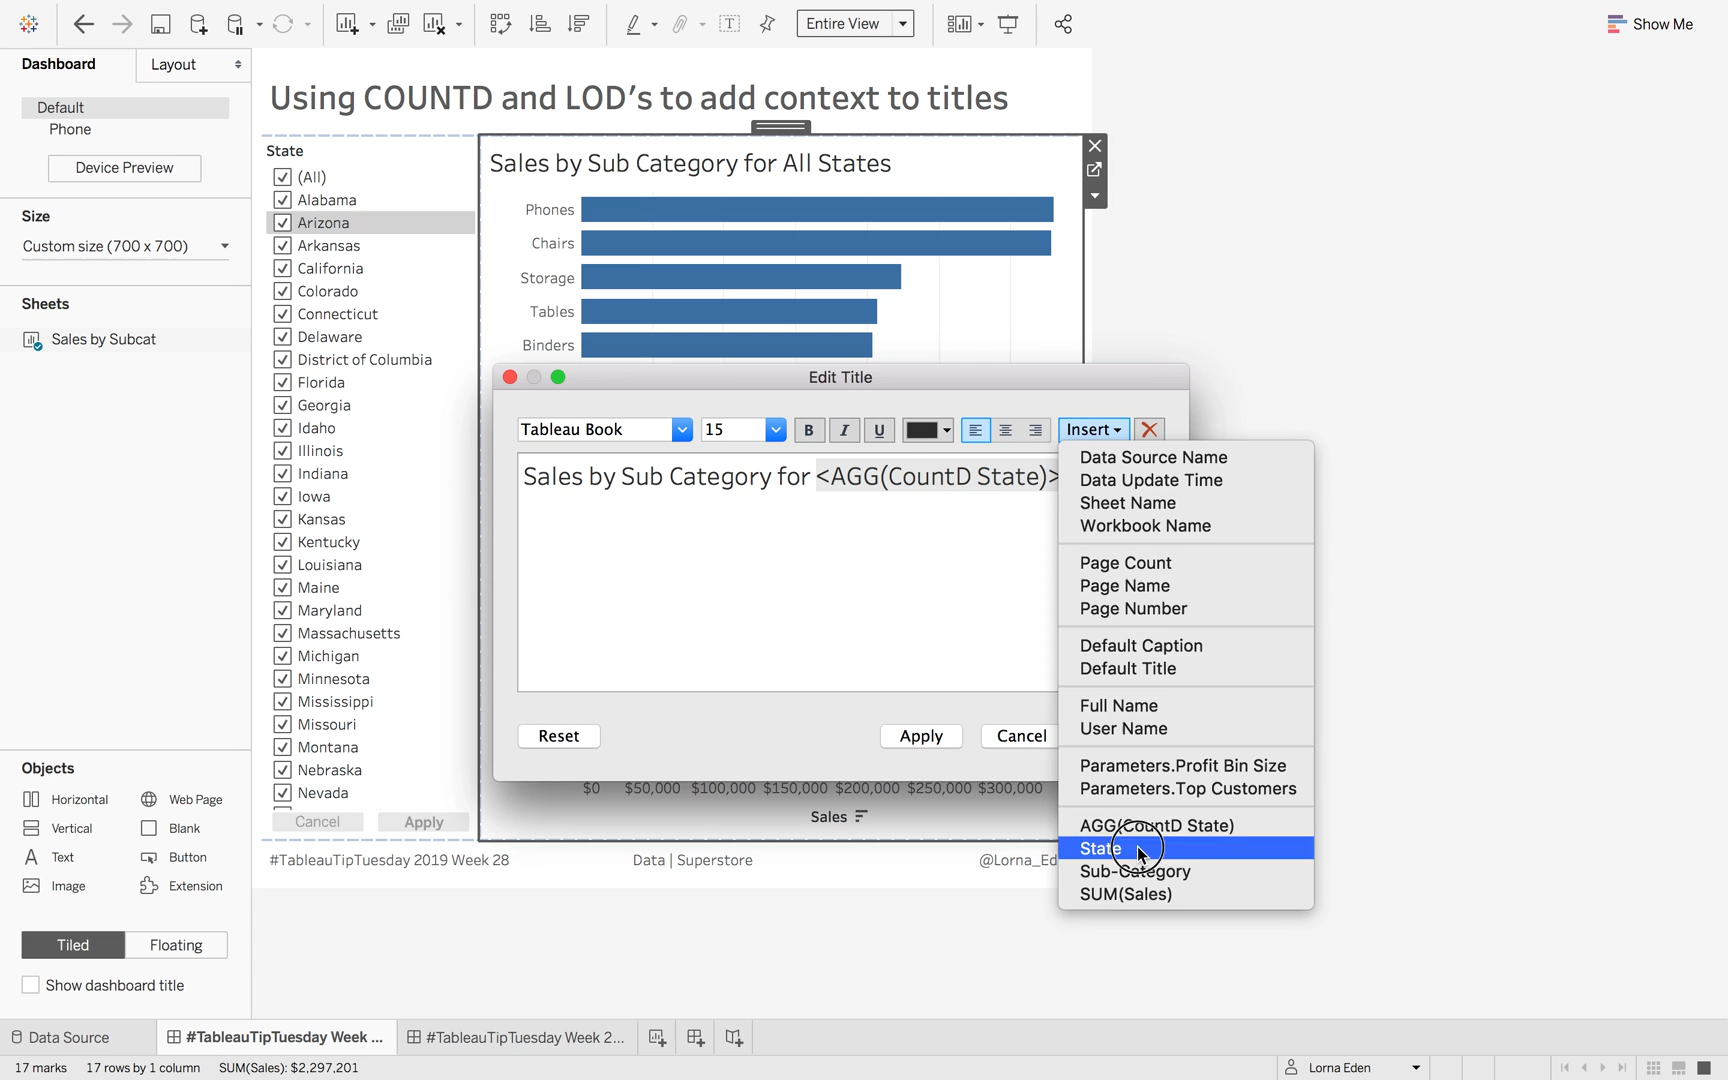 Entire View
Show Me
Dashboard
Layout
Default
Phone
Device Preview
Size
Custom size (700 x 700)
Sheets
Sales by Subcat
Objects
Horizontal
Web Page
Vertical
Blank
Text
Button
Image
Extension
Tiled
Floating
Show dashboard title
Using COUNTD and LOD's to add context to titles
State
(All)
Alabama
Arizona
Arkansas
California
Colorado
Connecticut
Delaware
District of Columbia
Florida
Georgia
Idaho
Illinois
Indiana
Iowa
Kansas
Kentucky
Louisiana
Maine
Maryland
Massachusetts
Michigan
Minnesota
Mississippi
Missouri
Montana
Nebraska
Nevada
Cancel
Apply
Sales by Sub Category for All States
Phones
Chairs
Storage
Tables
Binders
$0 $50,000 $100,000 $150,000 $200,000 $250,000 $300,000
Sales
Edit Title
Tableau Book
15
B
I
U
Insert
Sales by Sub Category for <AGG(CountD State)>
Reset
Apply
Cancel
Data Source Name
Data Update Time
Sheet Name
Workbook Name
Page Count
Page Name
Page Number
Default Caption
Default Title
Full Name
User Name
Parameters.Profit Bin Size
Parameters.Top Customers
AGG(CountD State)
State
Sub-Category
SUM(Sales)
#TableauTipTuesday 2019 Week 28
Data | Superstore
@Lorna_Ed
Data Source
#TableauTipTuesday Week ...
#TableauTipTuesday Week 2...
17 marks
17 rows by 1 column
SUM(Sales): $2,297,201
Lorna Eden